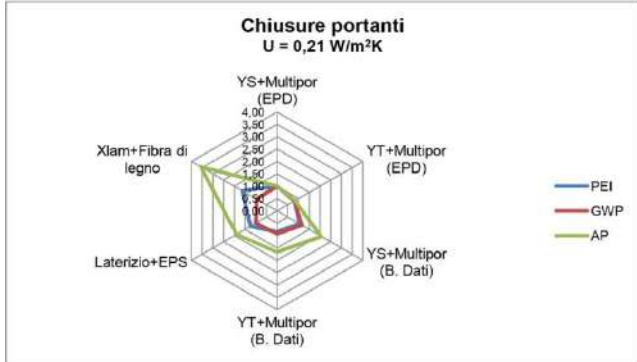 Chiusure portanti
U = 0,21 W/m²K
YS+Multipor
(EPD)
4,00
3,50
3,00
2,50
2,00
1,50
1,00
0,50
0,00
YT+Multipor
(EPD)
YS+Multipor
(B. Dati)
YT+Multipor
(B. Dati)
Laterizio+EPS
Xlam+Fibra di
legno
PEI
GWP
AP